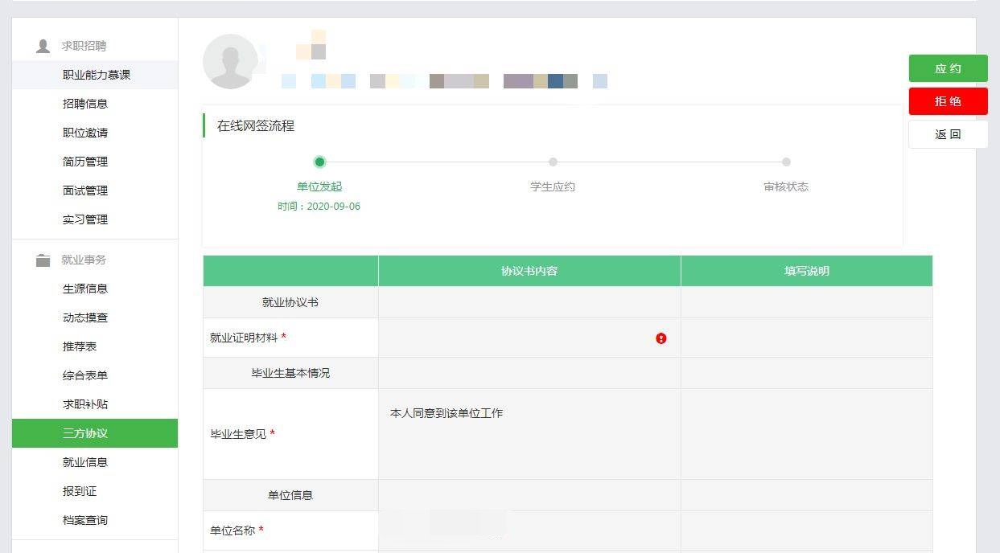 求职招聘
职业能力慕课
招聘信息
职位邀请
简历管理
面试管理
实习管理
就业事务
生源信息
动态摸查
推荐表
综合表单
求职补贴
三方协议
就业信息
报到证
档案查询
应 约
拒 绝
返 回
在线网签流程
单位发起
时间：2020-09-06
学生应约
审核状态
协议书内容 填写说明
就业协议书
就业证明材料 *
毕业生基本情况
毕业生意见 * 本人同意到该单位工作
单位信息
单位名称 *